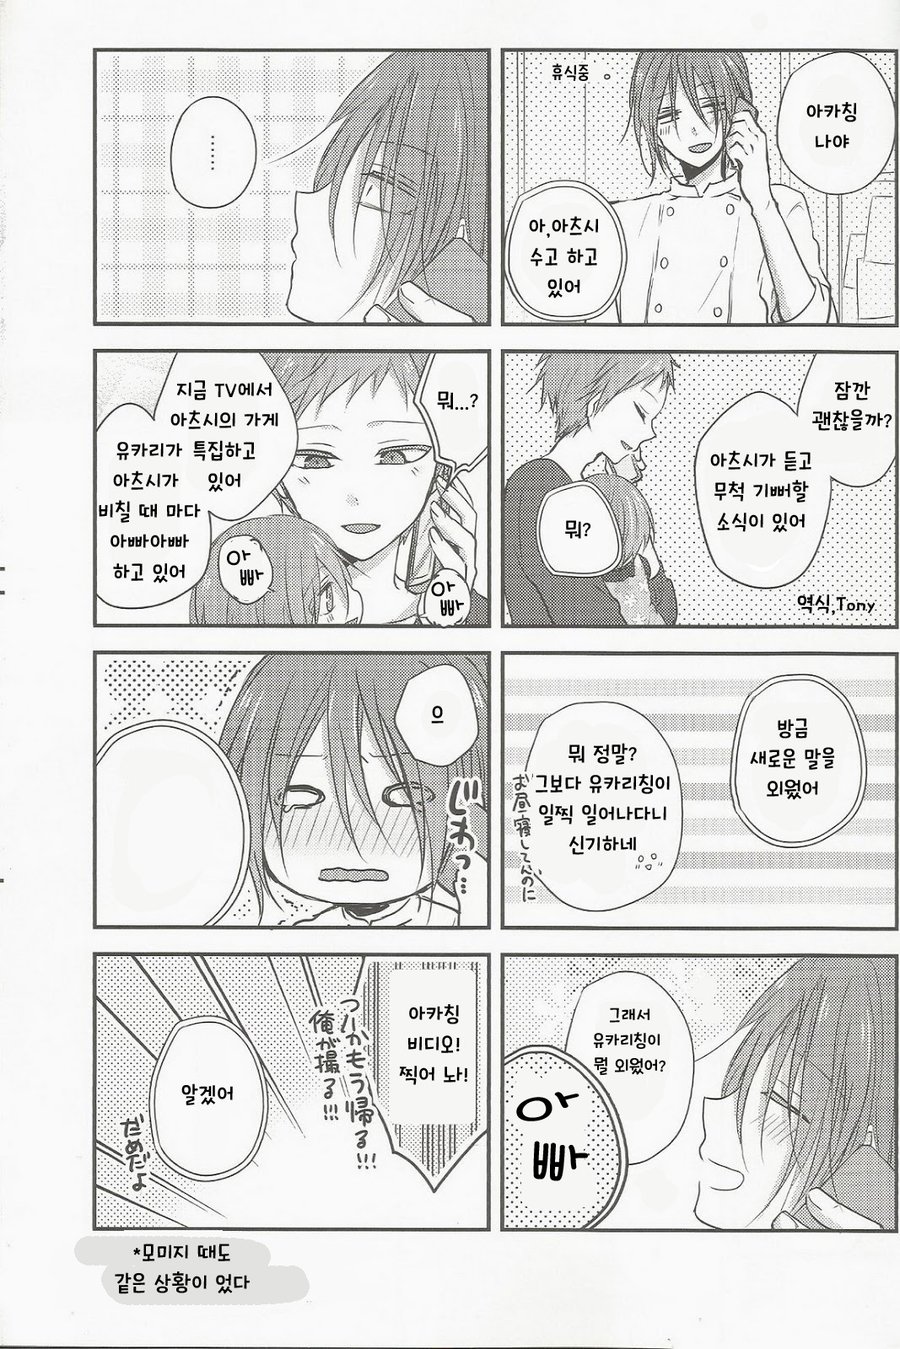 휴식중
아카칭
나야
아,아츠시
수고 하고
있어
⋮
잠깐
괜찮을까?
아츠시가 듣고
무척 기뻐할
소식이 있어
뭐?
역식,Tony
뭐...?
지금 TV에서
아츠시의 가게
유카리가 특집하고
아츠시가 있어
비칠 때 마다
아빠아빠
하고 있어
아
빠
아
빠
방금
새로운 말을
외웠어
뭐 정말?
그보다 유카리칭이
일찍 일어나다니
신기하네
お昼寝してんのに
으
じわっ…
그래서
유카리칭이
뭘 외웠어?
아
빠
아카칭
비디오!
찍어 놔!
つーかもう帰る!!!
俺が撮る!!!
알겠어
だめだよ
*모미지 때도
같은 상황이 었다